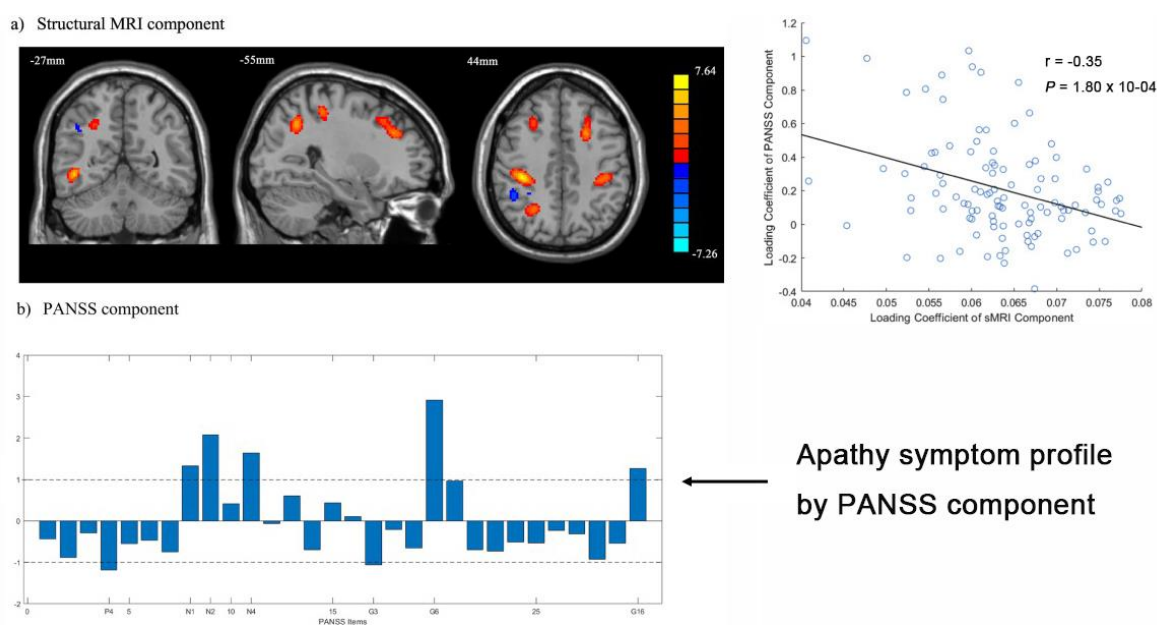 a) Structural MRI component
-27mm
-55mm
44mm
7.64
-7.26
Loading Coefficient of PANSS Component
1.2
1
0.8
0.6
0.4
0.2
0
-0.2
-0.4
r = -0.35
P = 1.80 x 10-04
0.04 0.045 0.05 0.055 0.06 0.065 0.07 0.075 0.08
Loading Coefficient of sMRI Component
b) PANSS component
4
3
2
1
0
-1
-2
0 P4 5 N1 N2 10 N4 15 G3 G6 25 G16
PANSS Items
Apathy symptom profile
by PANSS component